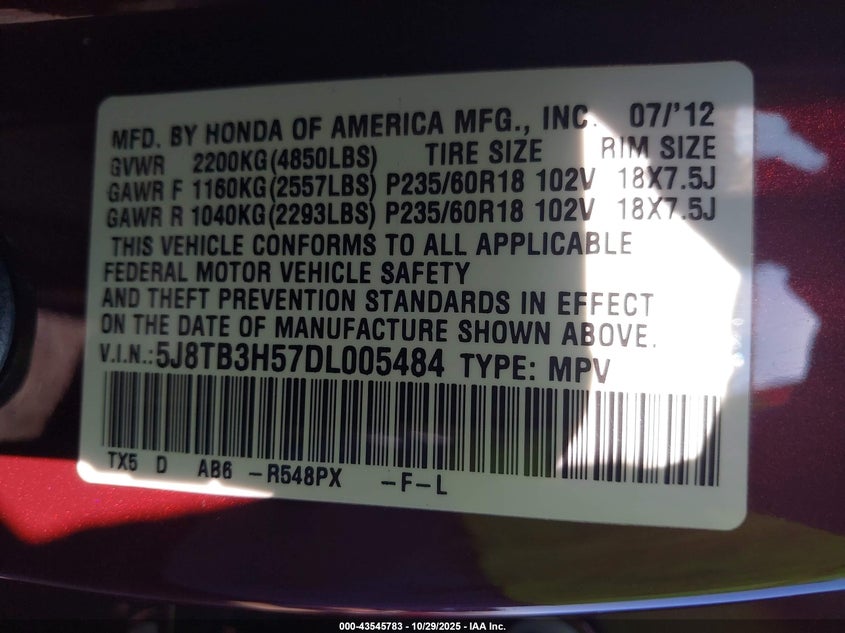 MFD. BY HONDA OF AMERICA MFG., INC. 07/'12
GVWR 2200KG(4850LBS) TIRE SIZE RIM SIZE
GAWR F 1160KG(2557LBS) P235/60R18 102V 18X7.5J
GAWR R 1040KG(2293LBS) P235/60R18 102V 18X7.5J
THIS VEHICLE CONFORMS TO ALL APPLICABLE
FEDERAL MOTOR VEHICLE SAFETY
AND THEFT PREVENTION STANDARDS IN EFFECT
ON THE DATE OF MANUFACTURE SHOWN ABOVE.
V.I.N.:5J8TB3H57DL005484 TYPE: MPV
TX5 D AB6 -R548PX -F-L
000-43545783 - 10/29/2025 - IAA Inc.